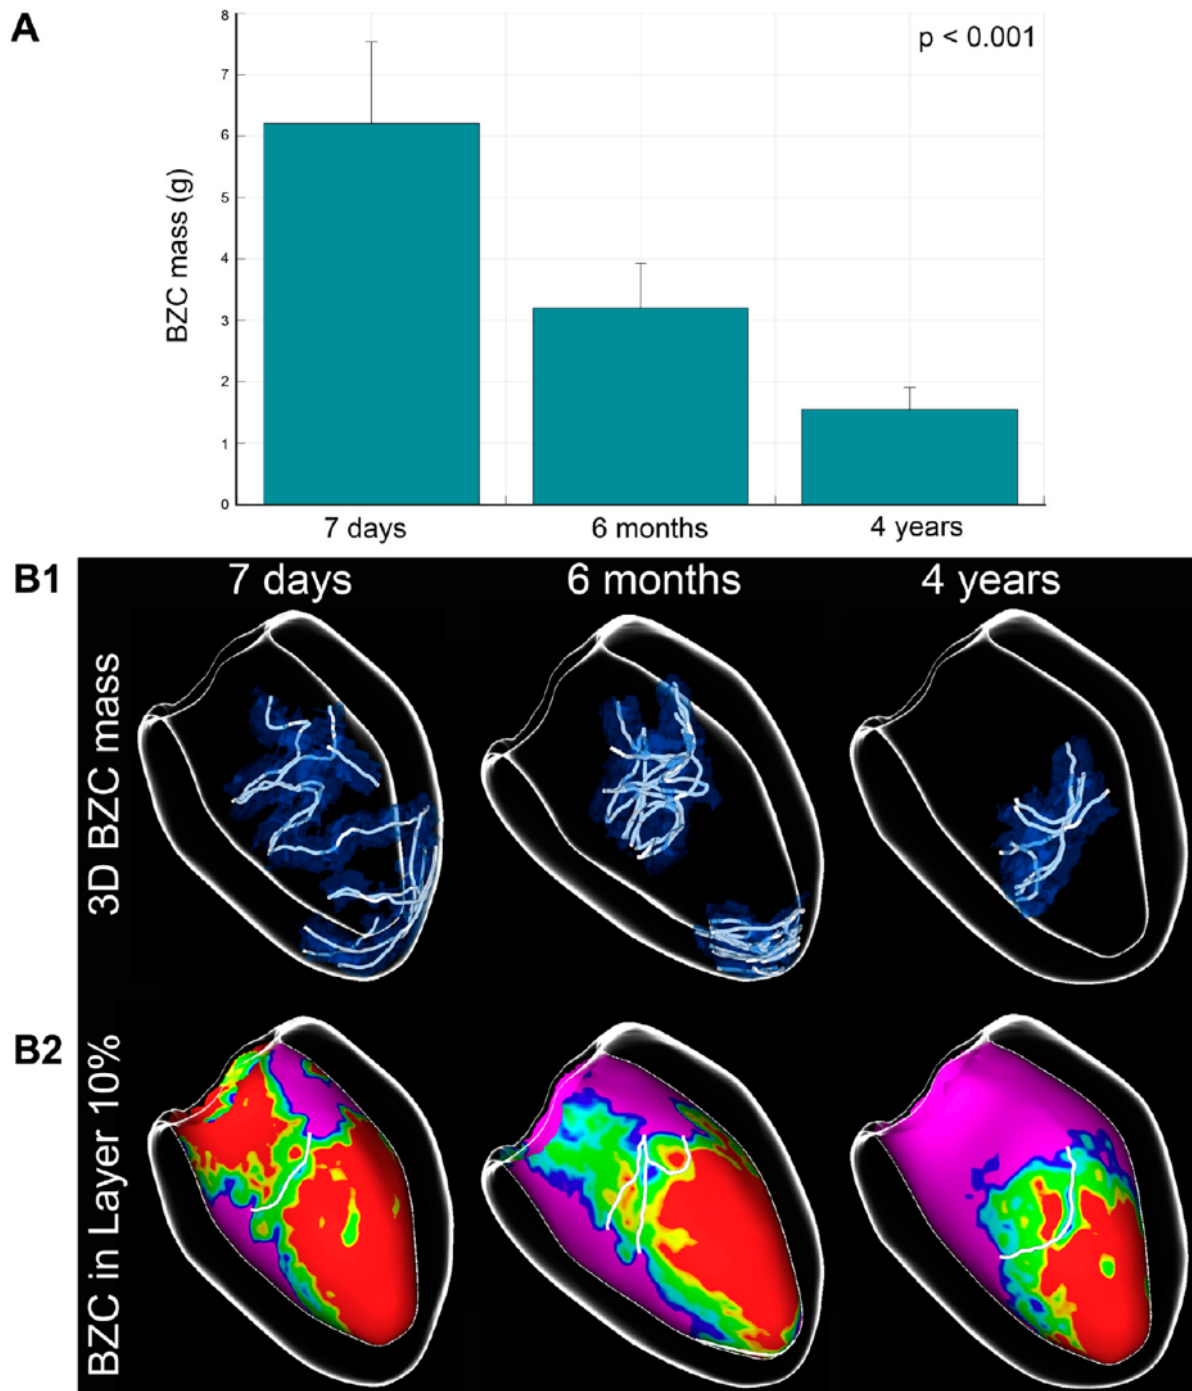 A
p < 0.001
BZC mass (g)
8
7
6
5
4
3
2
1
0
7 days
6 months
4 years
B1
7 days
6 months
4 years
3D BZC mass
B2
BZC in Layer 10%